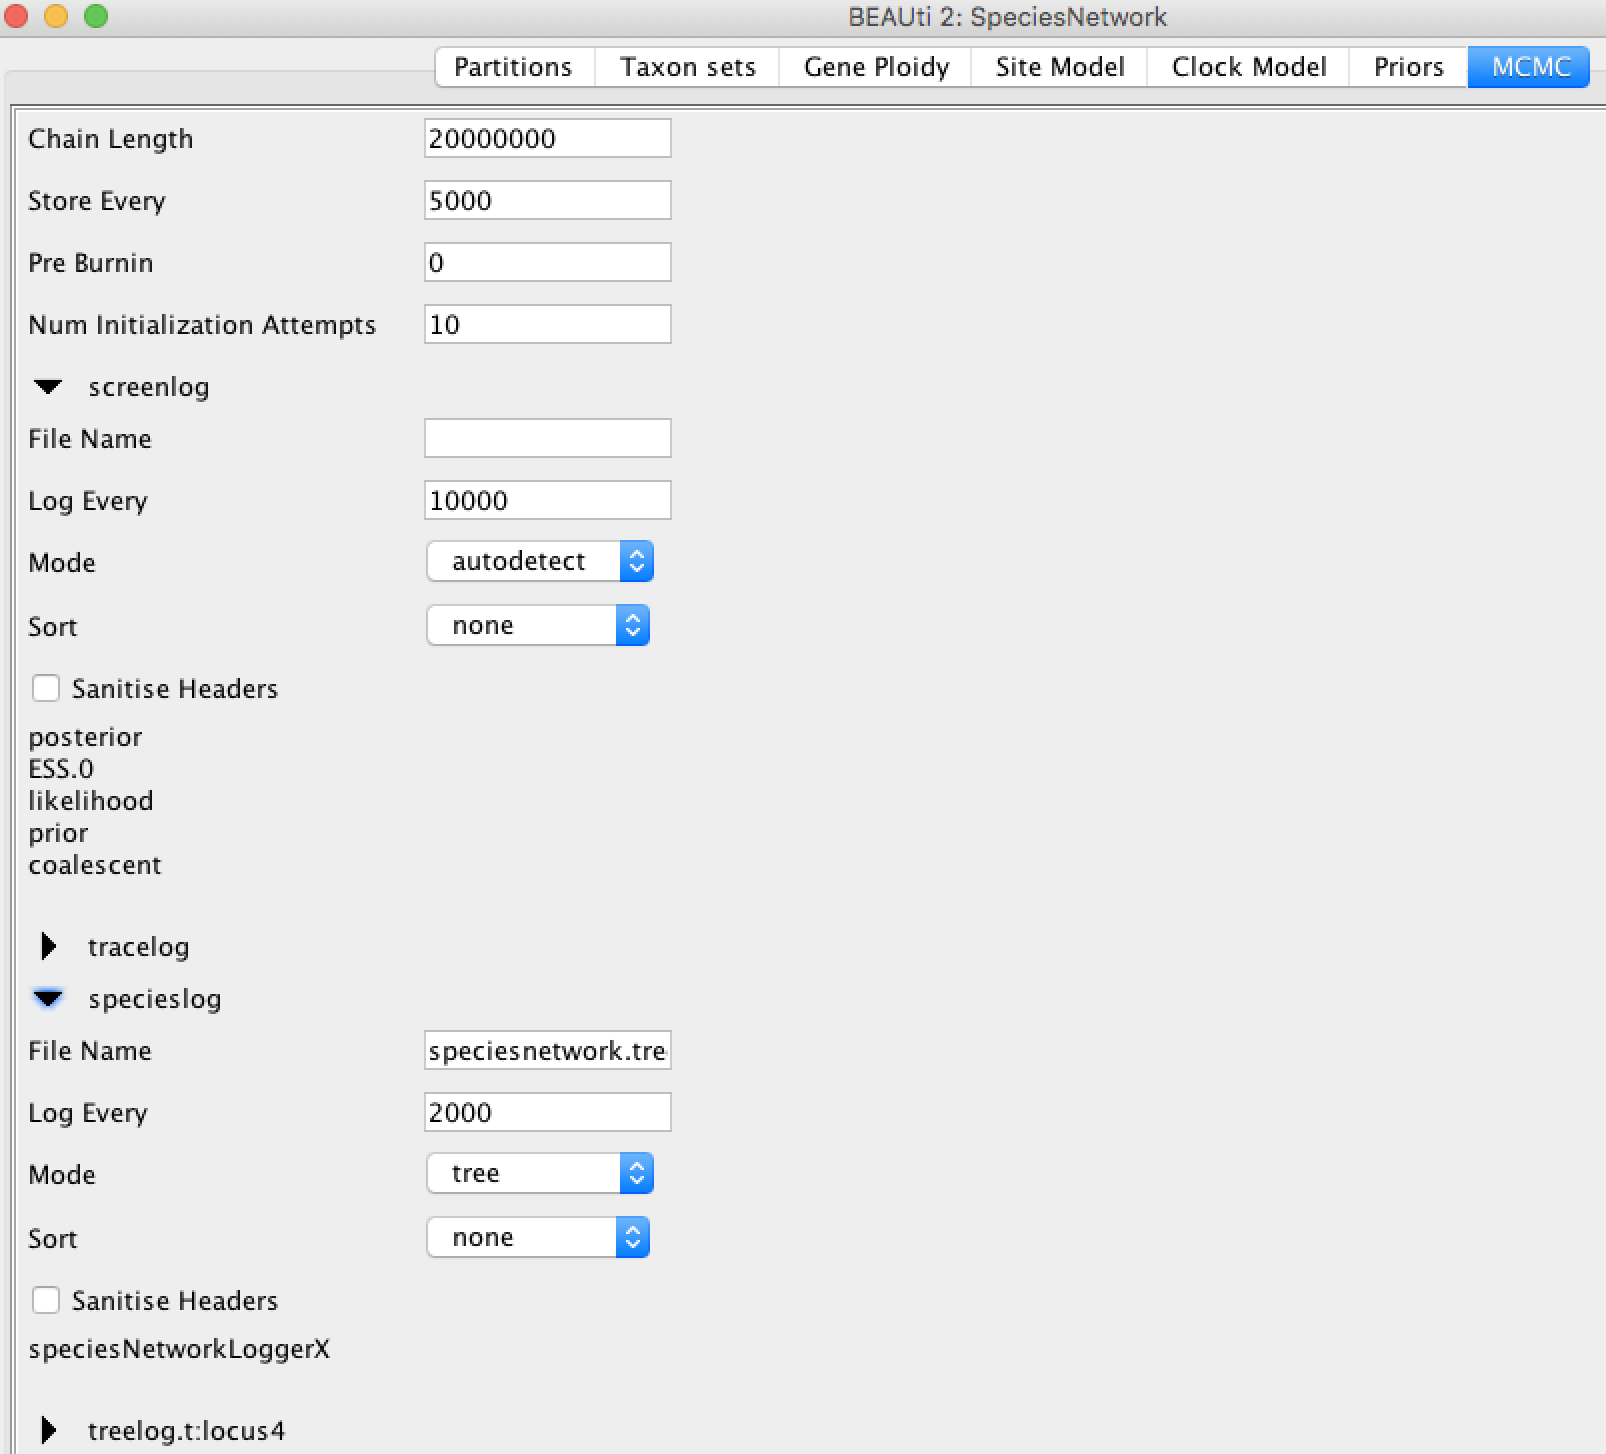 BEAUti 2: SpeciesNetwork
Partitions Taxon sets Gene Ploidy Site Model Clock Model Priors MCMC
Chain Length 20000000
Store Every 5000
Pre Burnin 0
Num Initialization Attempts 10
screenlog
File Name
Log Every 10000
Mode autodetect
Sort none
Sanitise Headers
posterior
ESS.0
likelihood
prior
coalescent
tracelog
specieslog
File Name speciesnetwork.tre
Log Every 2000
Mode tree
Sort none
Sanitise Headers
speciesNetworkLoggerX
treelog.t:locus4